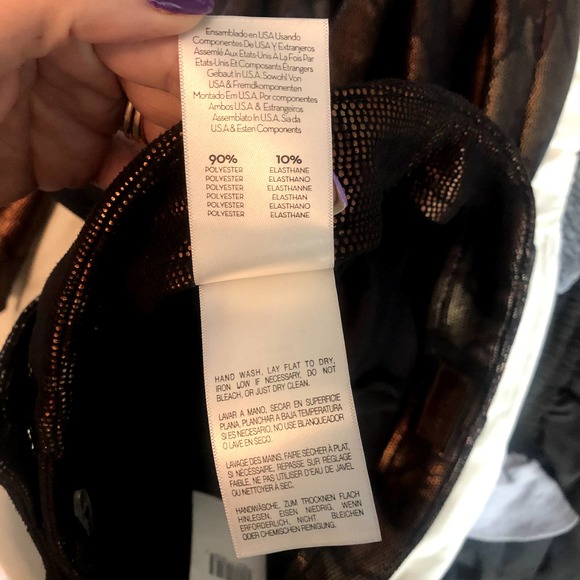 Ensamblado en USA Usando
Componentes De USA Y Extranjeros
Assemlé Aux Etats-Unis À La Fois Par
Etats-Unis Et Composants Étrangers
Gebaut In U.S.A. Sowohl Von
USA & Fremdkomponenten
Montado Em U.S.A. Por componentes
Ambos USA & Estrangeiros
Assemblato In U.S.A. Sia da
U.S.A & Esteri Components
90% 10%
POLYESTER ELASTHANE
POLYESTER ELASTHANO
POLYESTER ELASTHANNE
POLYESTER ELASTHAN
POLYESTER ELASTHANO
POLYESTER ELASTHANE
HAND WASH, LAY FLAT TO DRY,
IRON LOW IF NECESSARY, DO NOT
BLEACH, OR JUST DRY CLEAN.
LAVAR A MANO, SECAR EN SUPERFICIE
PLANA, PLANCHAR A BAJA TEMPERATURA
SI ES NECESARIO, NO USE BLANQUEADOR
O LAVE EN SECO.
LAVAGE DES MAINS, FAIRE SÉCHER À PLAT,
SI NÉCESSAIRE, REPASSE SUR RÉGLAGE
FAIBLE, NE PAS UTILISER D'EAU DE JAVEL
OU NETTOYER À SEC.
HANDWÄSCHE, ZUM TROCKNEN FLACH
HINLEGEN, EISEN NIEDRIG, WENN
ERFORDERLICH, NICHT BLEICHEN
ODER CHEMISCHEN REINIGUNG.